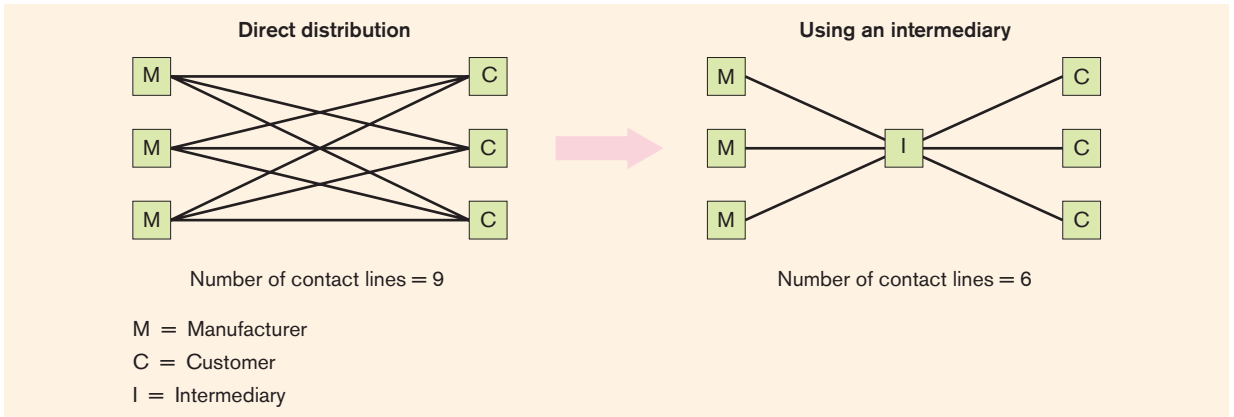 Direct distribution
M
C
M
C
M
C
Number of contact lines = 9
Using an intermediary
M
C
M
I
C
M
C
Number of contact lines = 6
M = Manufacturer
C = Customer
I = Intermediary